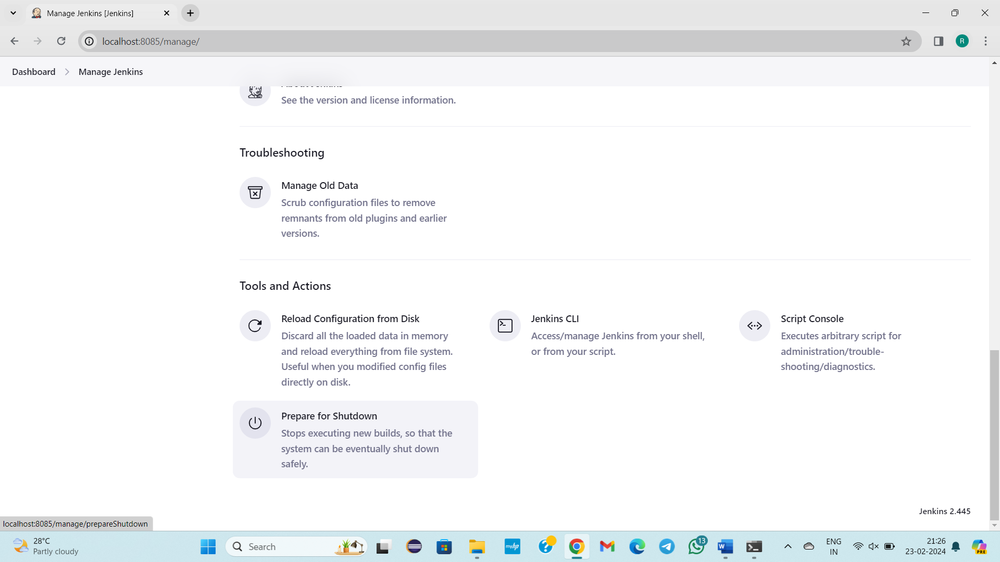 Manage Jenkins [Jenkins]
localhost:8085/manage/
R
Dashboard
Manage Jenkins
See the version and license information.
Troubleshooting
Manage Old Data
Scrub configuration files to remove
remnants from old plugins and earlier
versions.
Tools and Actions
Reload Configuration from Disk
Discard all the loaded data in memory
and reload everything from file system.
Useful when you modified config files
directly on disk.
Jenkins CLI
Access/manage Jenkins from your shell,
or from your script.
Script Console
Executes arbitrary script for
administration/trouble-
shooting/diagnostics.
Prepare for Shutdown
Stops executing new builds, so that the
system can be eventually shut down
safely.
Jenkins 2.445
localhost:8085/manage/prepareShutdown
28°C
Partly cloudy
Search
myhp
13
ENG
IN
21:26
23-02-2024
PRE